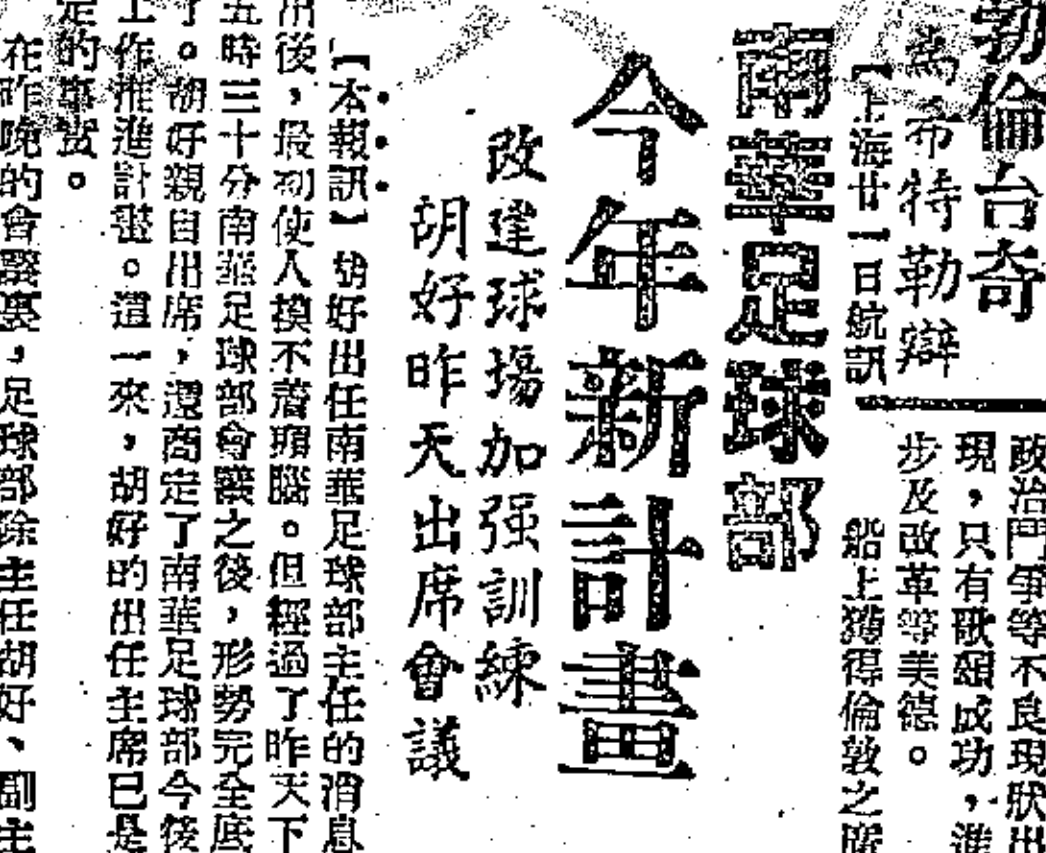 勃倫台奇
為希特勒辯
【上海廿一日航訊
政治鬥爭等不良現狀出
現，只有歌頌成功，進
步及改革等美德。
船上獲得倫敦之
南華足球部
今年新計畫
改建球場加强訓練
胡好昨天出席會議
【本報訊】胡好出任南華足球部主任的消息
出後，最初使人摸不着頭腦。但經過了昨天下
五時三十分南華足球部會議之後，形勢完全底
了。胡好親自出席，還商定了南華足球部今後
工作推進計畫。這一來，胡好的出任主席已是
定的事實。
在昨晚的會議裏，足球部除主任胡好、副主